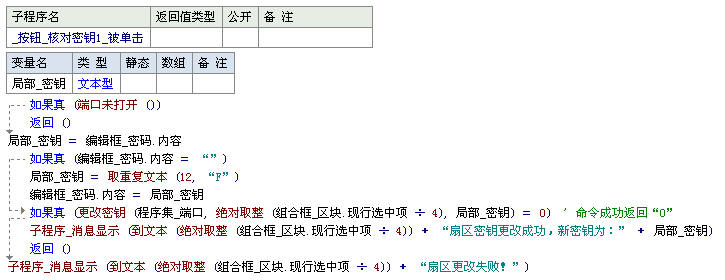 子程序名 返回值类型 公开 备 注
_按钮_核对密钥1_被单击
变量名 类 型 静态 数组 备 注
局部_密钥 文本型
如果真 (端口未打开 ())
返回 ()
局部_密钥 = 编辑框_密码.内容
如果真 (编辑框_密码.内容 = “”)
局部_密钥 = 取重复文本 (12, “F”)
编辑框_密码.内容 = 局部_密钥
如果真 (更改密钥 (程序集_端口, 绝对取整 (组合框_区块.现行选中项 ÷ 4), 局部_密钥) = 0) ' 命令成功返回“0”
子程序_消息显示 (到文本 (绝对取整 (组合框_区块.现行选中项 ÷ 4)) + “扇区密钥更改成功,新密钥为:” + 局部_密钥)
返回 ()
子程序_消息显示 (到文本 (绝对取整 (组合框_区块.现行选中项 ÷ 4)) + “扇区更改失败!”)